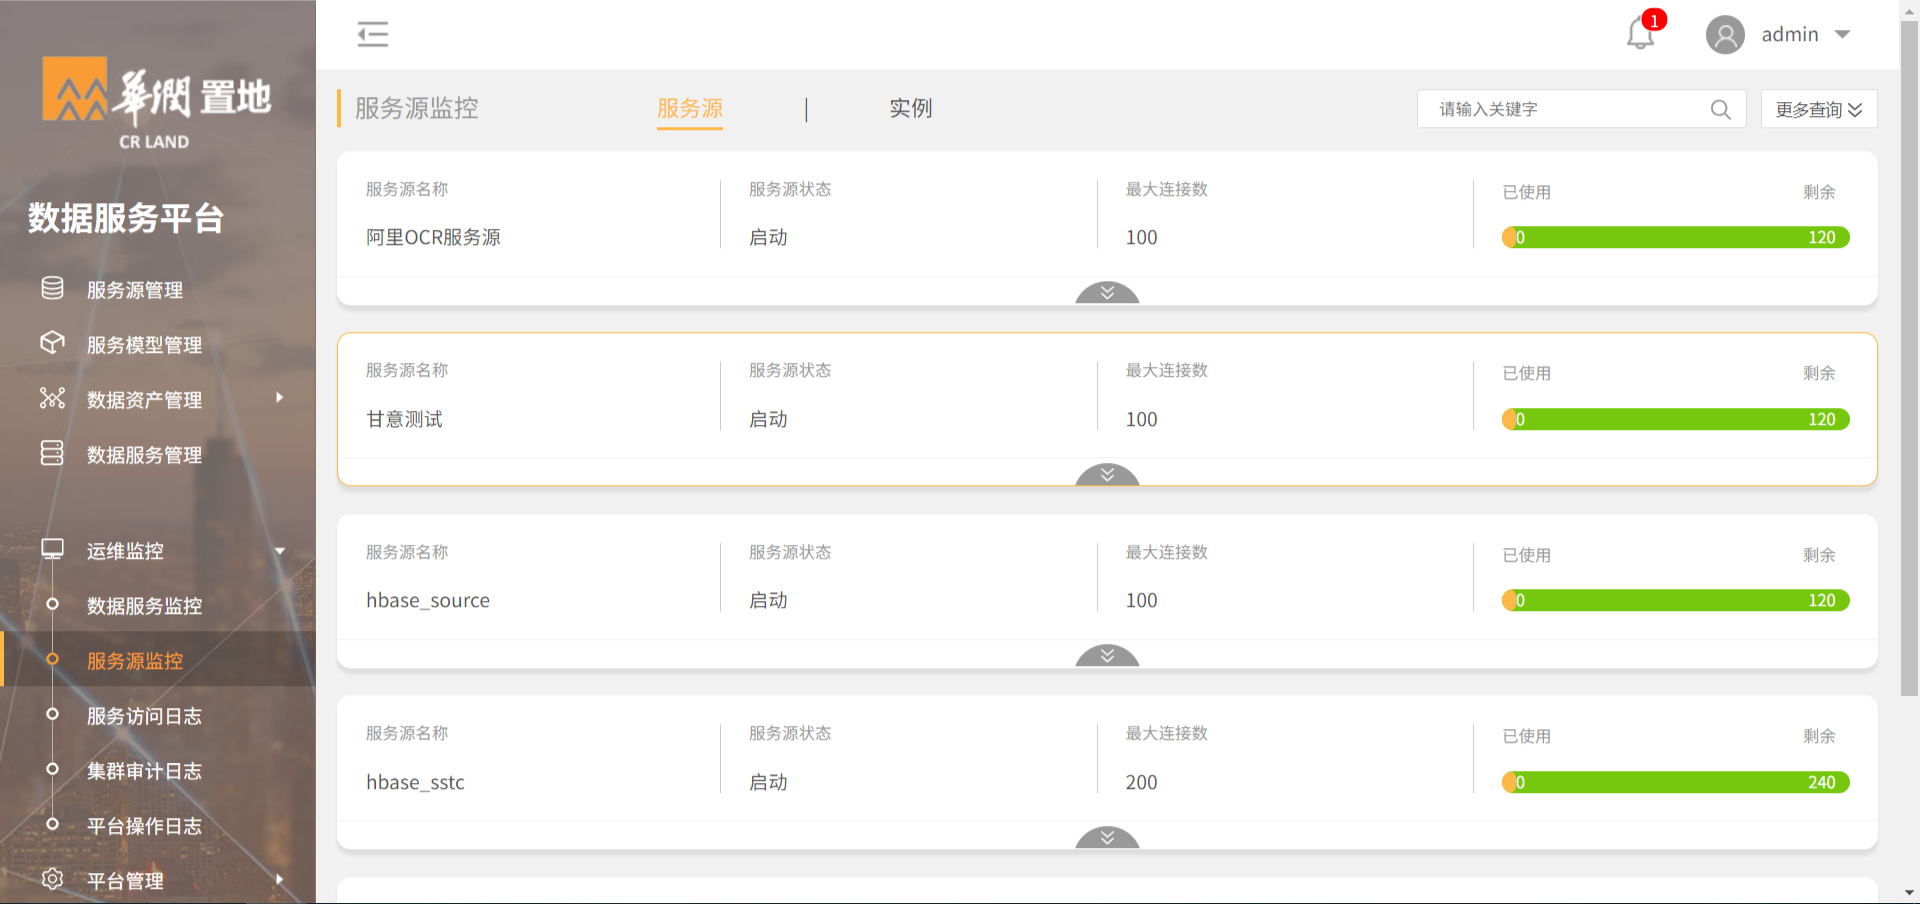 華潤置地
CR LAND
数据服务平台
服务源管理
服务模型管理
数据资产管理
数据服务管理
运维监控
数据服务监控
服务源监控
服务访问日志
集群审计日志
平台操作日志
平台管理
1
admin
服务源监控
服务源
实例
请输入关键字
更多查询
服务源名称 服务源状态 最大连接数 已使用 剩余
阿里OCR服务源 启动 100 0 120
服务源名称 服务源状态 最大连接数 已使用 剩余
甘意测试 启动 100 0 120
服务源名称 服务源状态 最大连接数 已使用 剩余
hbase_source 启动 100 0 120
服务源名称 服务源状态 最大连接数 已使用 剩余
hbase_sstc 启动 200 0 240